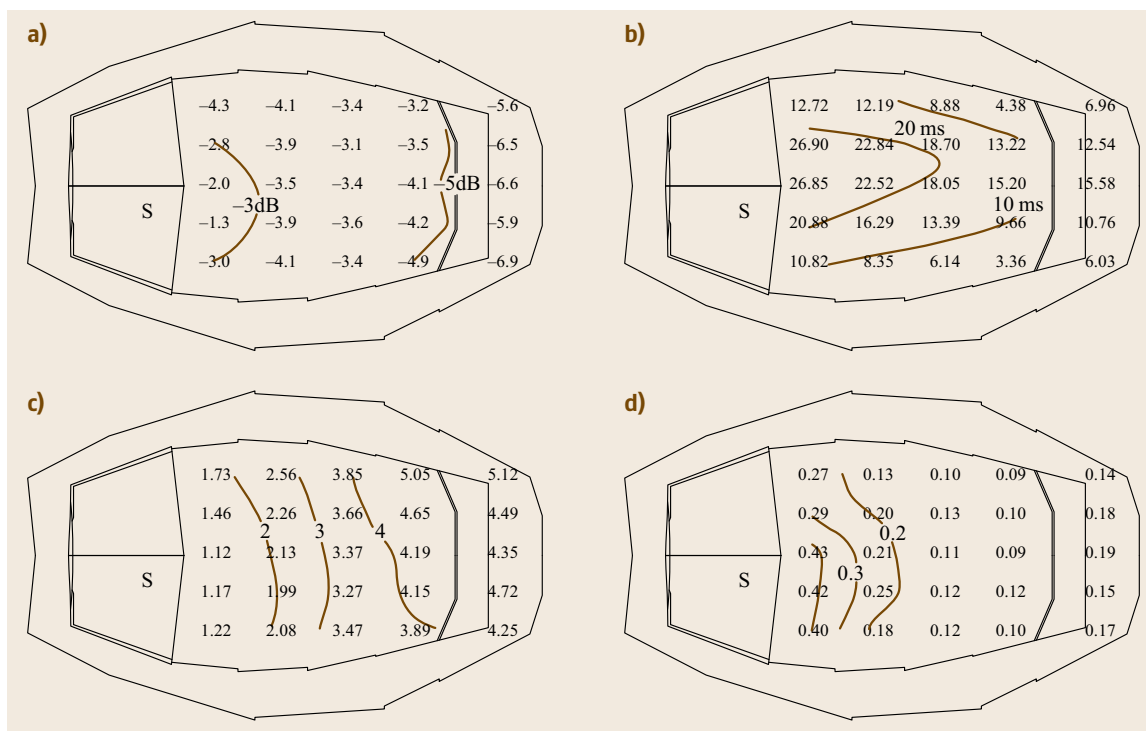 a)
–4.3 –4.1 –3.4 –3.2 –5.6
–2.8 –3.9 –3.1 –3.5 –6.5
–2.0 –3.5 –3.4 –4.1 –5dB –6.6
S –3dB
–1.3 –3.9 –3.6 –4.2 –5.9
–3.0 –4.1 –3.4 –4.9 –6.9
b)
12.72 12.19 8.88 4.38 6.96
20 ms
26.90 22.84 18.70 13.22 12.54
26.85 22.52 18.05 15.20 15.58
S 10 ms
20.88 16.29 13.39 9.66 10.76
10.82 8.35 6.14 3.36 6.03
c)
1.73 2.56 3.85 5.05 5.12
1.46 2.26 3.66 4.65 4.49
2 3 4
1.12 2.13 3.37 4.19 4.35
S
1.17 1.99 3.27 4.15 4.72
1.22 2.08 3.47 3.89 4.25
d)
0.27 0.13 0.10 0.09 0.14
0.29 0.20 0.13 0.10 0.18
0.2
0.43 0.21 0.11 0.09 0.19
S 0.3
0.42 0.25 0.12 0.12 0.15
0.40 0.18 0.12 0.10 0.17